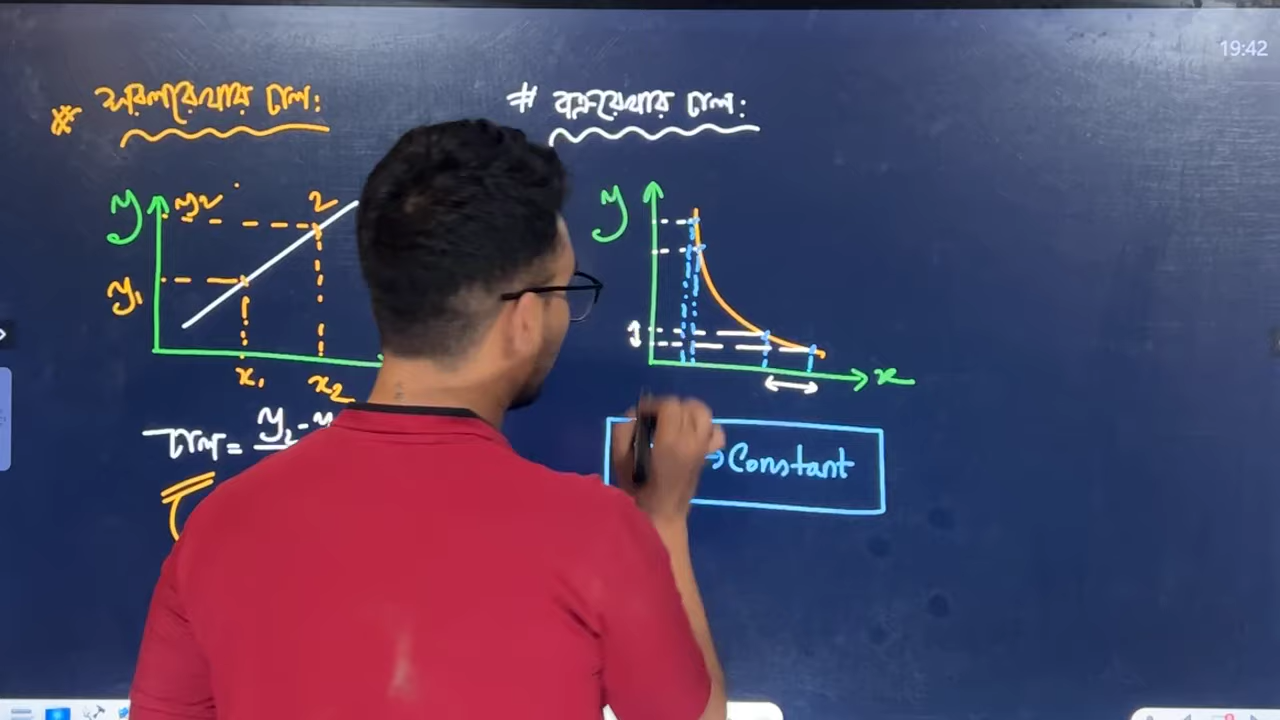 19:42
# সরলরেখার ঢাল:
# বক্ররেখার ঢাল:
y
y2
2
y1
x1
x2
ঢাল = y2 -
y
x
→ Constant